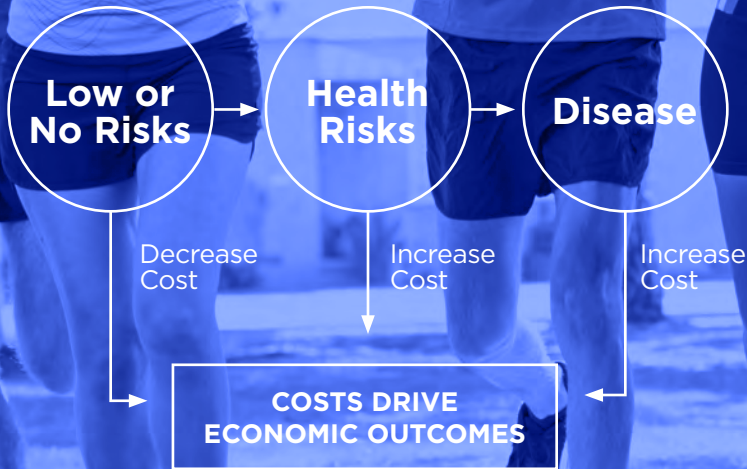 Low or
No Risks
Health
Risks
Disease
Decrease
Cost
Increase
Cost
Increase
Cost
COSTS DRIVE
ECONOMIC OUTCOMES